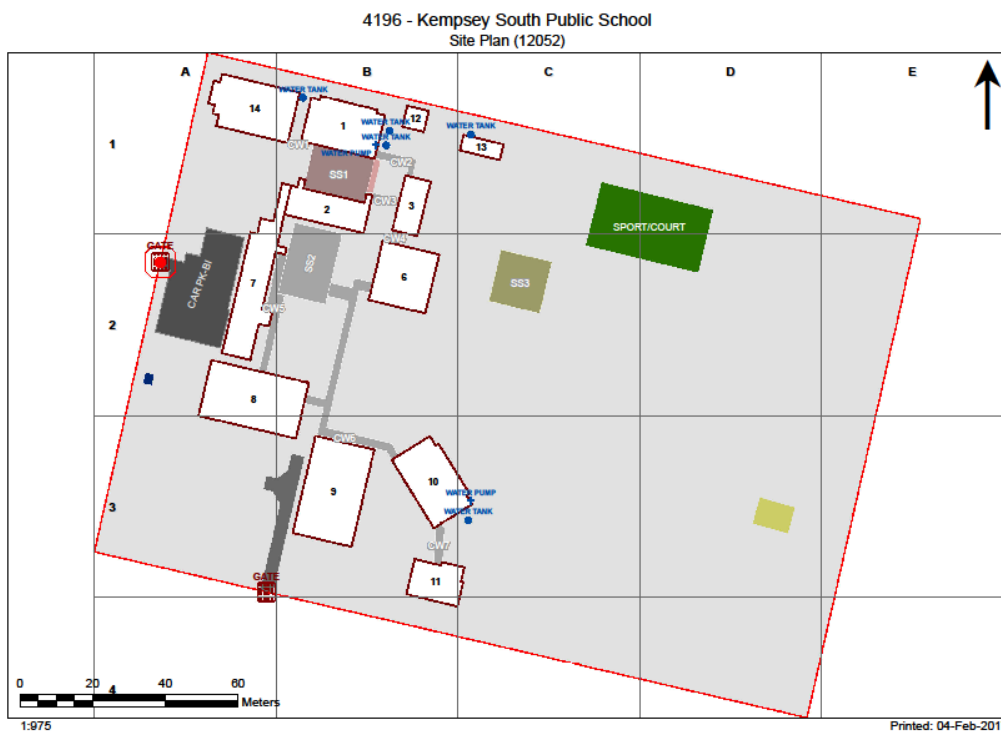 4196 - Kempsey South Public School
Site Plan (12052)
A B C D E
WATER TANK
14
1
WATER TANK
12
WATER TANK
WATER TANK
13
1
CW1
WATER PUMP
CW2
SS1
CW3
2
3
SPORT/COURT
CW4
GATE
SS2
6
SS3
CAR PK-BI
7
CW5
2
8
CW6
10
9
WATER PUMP
3
WATER TANK
CW7
GATE
11
0 20 40 60
4
Meters
1:975
Printed: 04-Feb-201